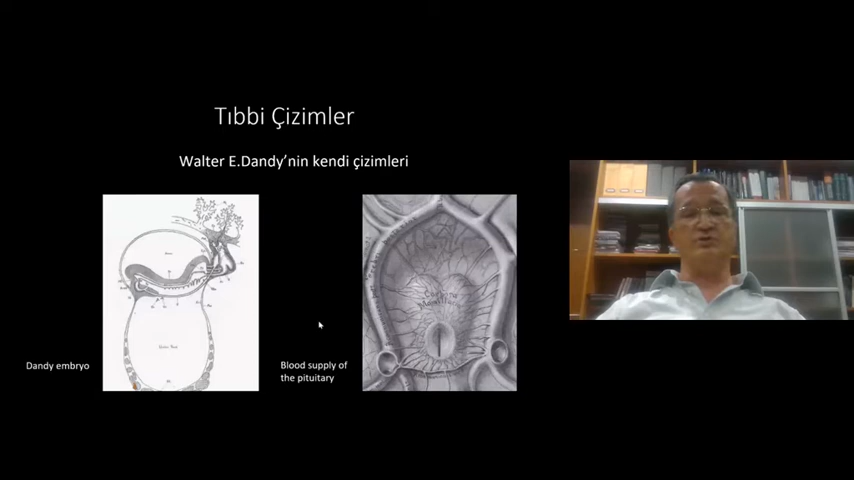 Tıbbi Çizimler
Walter E.Dandy’nin kendi çizimleri
Dandy embryo
Blood supply of
the pituitary